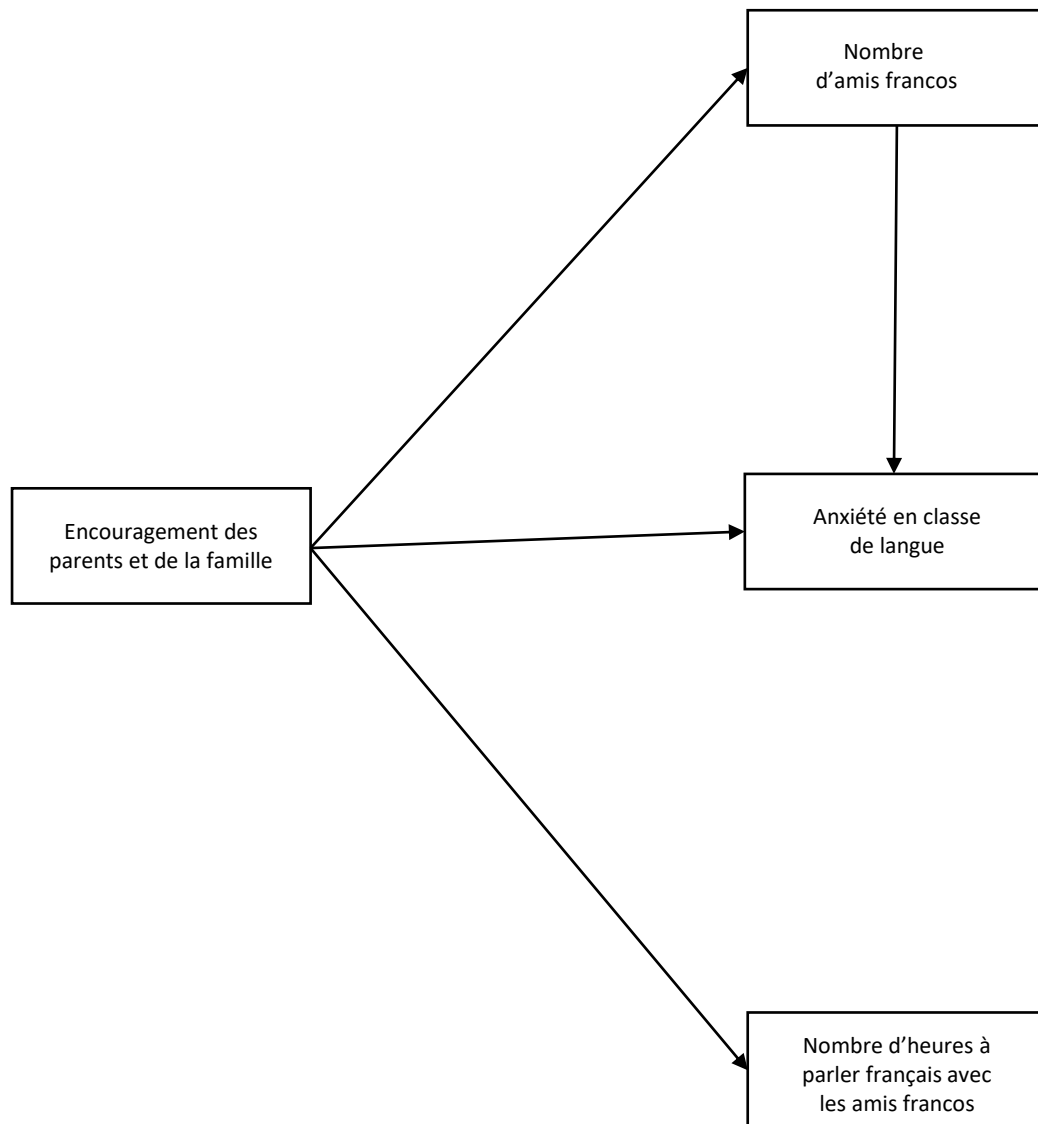 Nombre
d’amis francos
Encouragement des
parents et de la famille
Anxiété en classe
de langue
Nombre d’heures à
parler français avec
les amis francos